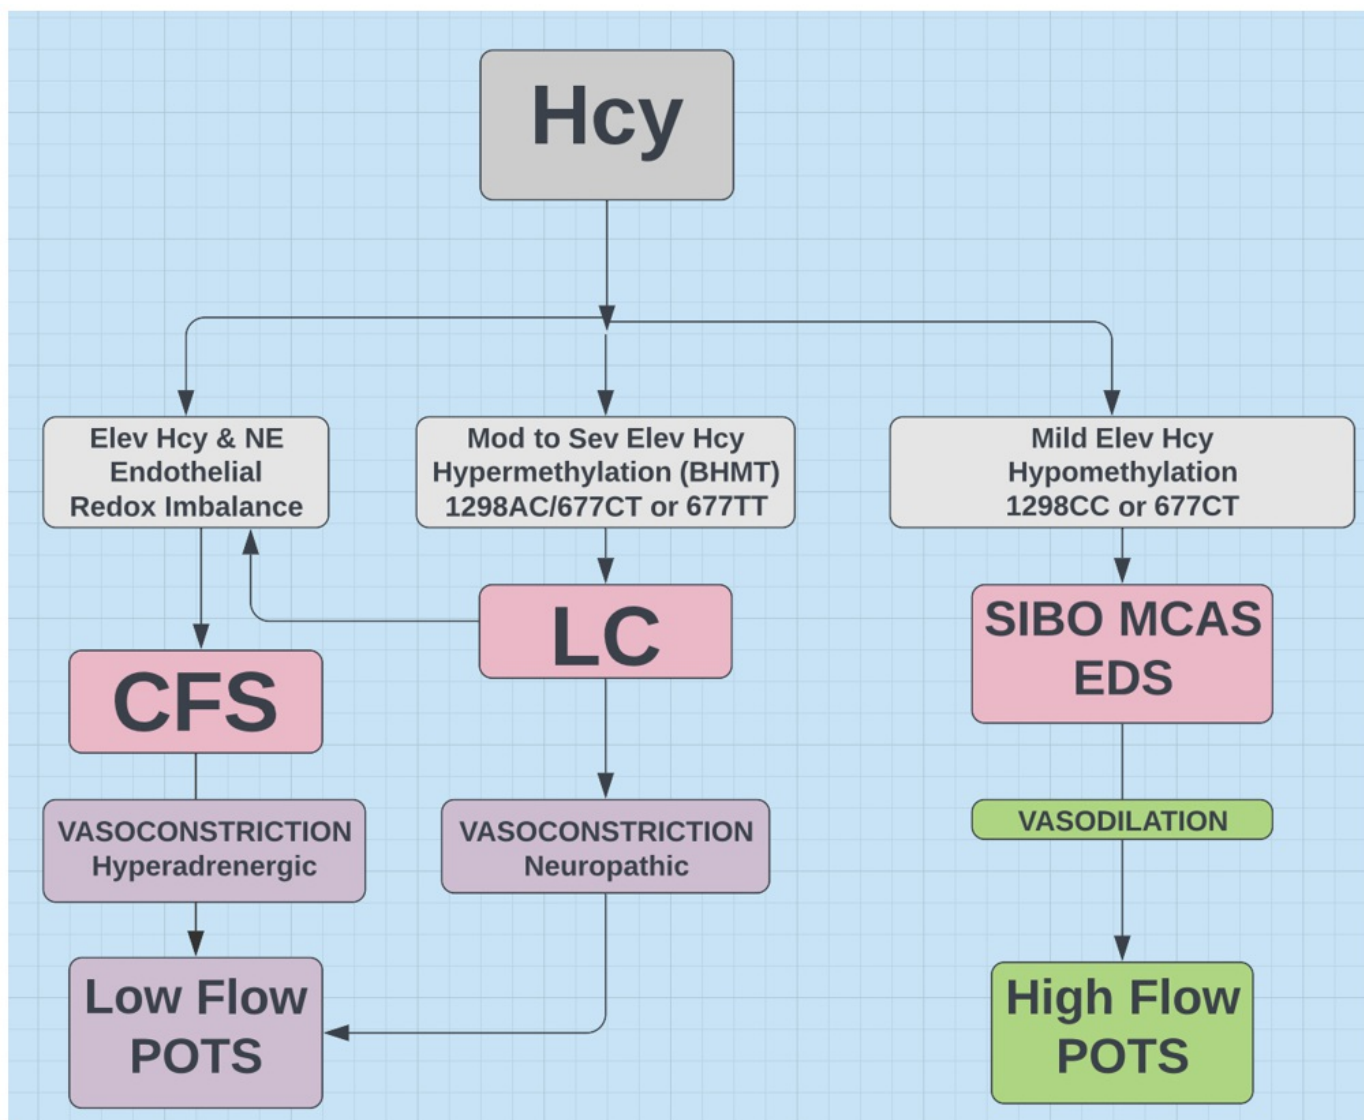 Hcy
Elev Hcy & NE
Endothelial
Redox Imbalance
Mod to Sev Elev Hcy
Hypermethylation (BHMT)
1298AC/677CT or 677TT
Mild Elev Hcy
Hypomethylation
1298CC or 677CT
CFS
LC
SIBO MCAS
EDS
VASOCONSTRICTION
Hyperadrenergic
VASOCONSTRICTION
Neuropathic
VASODILATION
Low Flow
POTS
High Flow
POTS